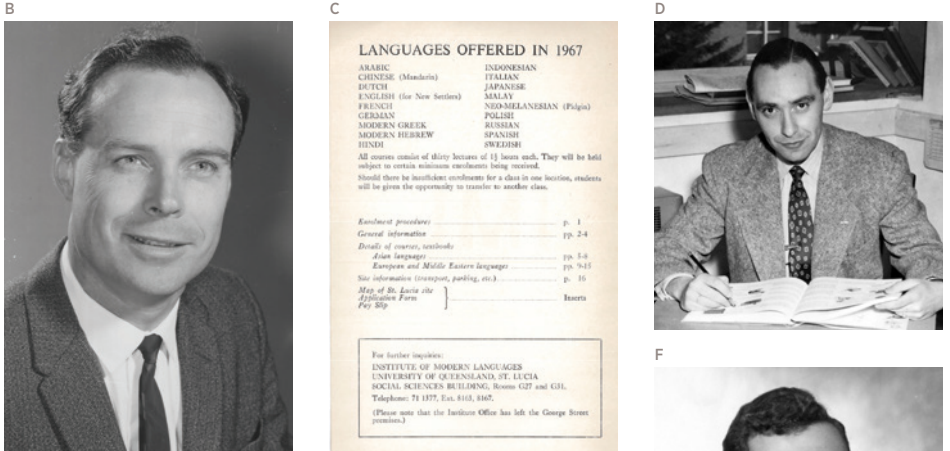 B
C
D
LANGUAGES OFFERED IN 1967
ARABIC
CHINESE (Mandarin)
DUTCH
ENGLISH (for New Settlers)
FRENCH
GERMAN
MODERN GREEK
MODERN HEBREW
HINDI
INDONESIAN
ITALIAN
JAPANESE
MALAY
NEO-MELANESIAN (Pidgin)
POLISH
RUSSIAN
SPANISH
SWEDISH
All courses consist of thirty lectures of 1½ hours each. They will be held
subject to certain minimum enrolments being received.
Should there be insufficient enrolments for a class in one location, students
will be given the opportunity to transfer to another class.
Enrolment procedures p. 1
General information pp. 2-4
Details of courses, textbooks
Asian languages pp. 5-8
European and Middle Eastern languages pp. 9-15
Site information (transport, parking, etc.) p. 16
Map of St. Lucia site
Application Form
Pay Slip
Inserts
For further inquiries:
INSTITUTE OF MODERN LANGUAGES
UNIVERSITY OF QUEENSLAND, ST. LUCIA
SOCIAL SCIENCES BUILDING, Rooms G27 and G31.
Telephone: 71 1377, Ext. 8163, 8167.
(Please note that the Institute Office has left the George Street
premises.)
F